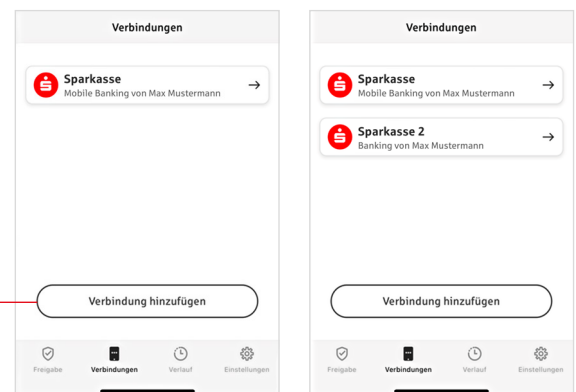 Verbindungen
Sparkasse
Mobile Banking von Max Mustermann
Verbindung hinzufügen
Freigabe
Verbindungen
Verlauf
Einstellungen
Verbindungen
Sparkasse
Mobile Banking von Max Mustermann
Sparkasse 2
Banking von Max Mustermann
Verbindung hinzufügen
Freigabe
Verbindungen
Verlauf
Einstellungen